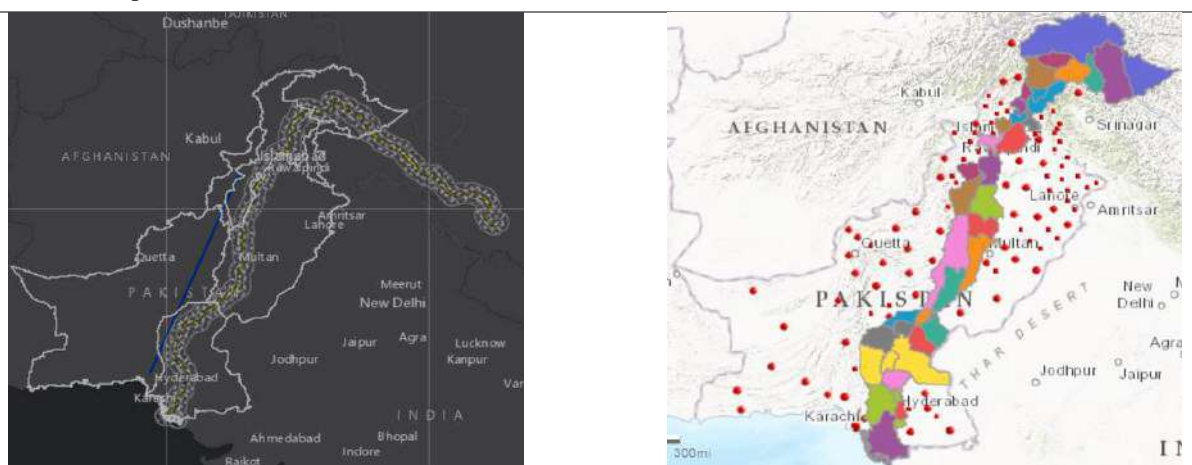 Dushanbe
Kabul
AFGHANISTAN
Islamabad
Rawalpindi
Lahore
Amritsar
Quetta
Multan
PAKISTAN
Meerut
New Delhi
Agra
Jaipur
Lucknow
Kanpur
Jodhpur
Hyderabad
Karachi
INDIA
Ahmedabad
Bhopal
Indore
Rajkot
Kabul
AFGHANISTAN
Srinagar
Lahore
Amritsar
Quetta
Multan
PAKISTAN
New
Delhi
THAR DESERT
Agra
Jodhpur
Jaipur
Hyderabad
Karachi
300mi
I N